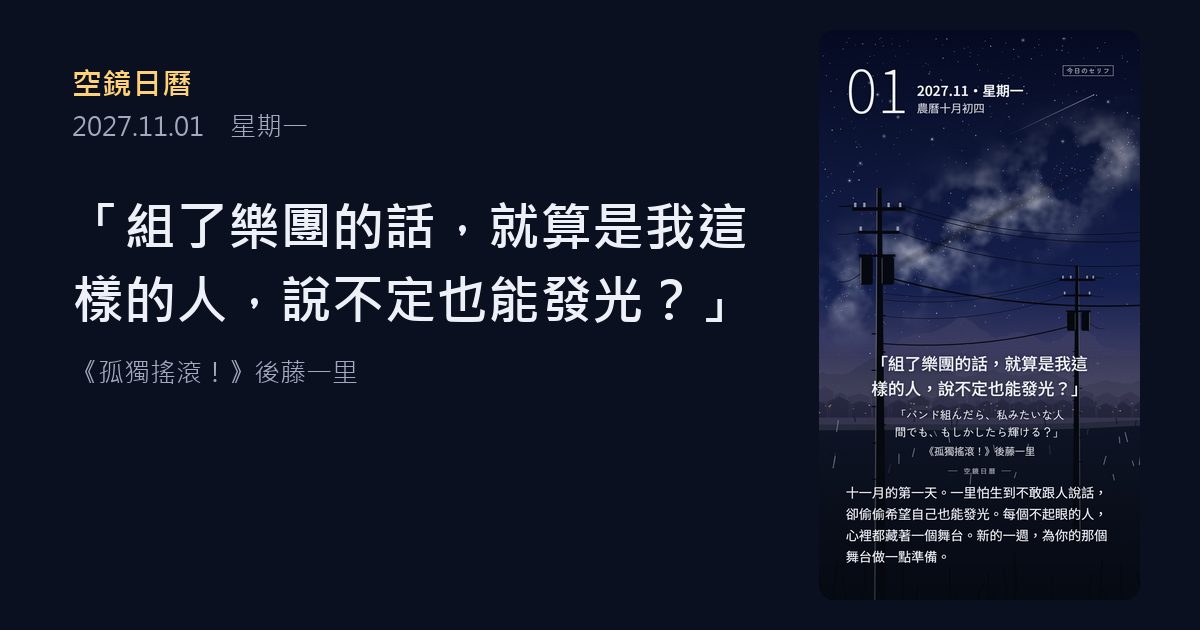 空鏡日曆
2027.11.01　星期一
「組了樂團的話，就算是我這
樣的人，說不定也能發光？」
《孤獨搖滾！》後藤一里
01
2027.11・星期一
農曆十月初四
今日のセリフ
「組了樂團的話，就算是我這
樣的人，說不定也能發光？」
「バンド組んだら、私みたいな人
間でも、もしかしたら輝ける？」
《孤獨搖滾！》後藤一里
— 空鏡日曆 —
十一月的第一天。一里怕生到不敢跟人說話，
卻偷偷希望自己也能發光。每個不起眼的人，
心裡都藏著一個舞台。新的一週，為你的那個
舞台做一點準備。